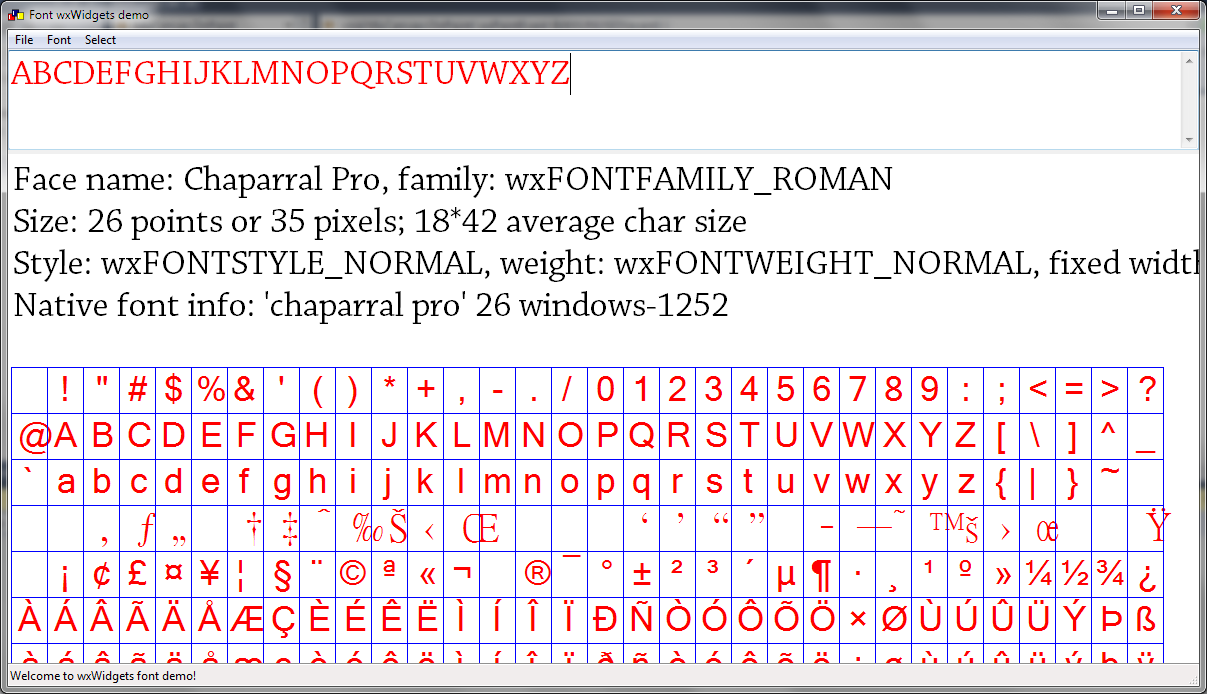 Font wxWidgets demo
File Font Select
ABCDEFGHIJKLMNOPQRSTUVWXYZ
Face name: Chaparral Pro, family: wxFONTFAMILY_ROMAN
Size: 26 points or 35 pixels; 18*42 average char size
Style: wxFONTSTYLE_NORMAL, weight: wxFONTWEIGHT_NORMAL, fixed width
Native font info: 'chaparral pro' 26 windows-1252
! " # $ % & ' ( ) * + , - . / 0 1 2 3 4 5 6 7 8 9 : ; < = > ?
@ A B C D E F G H I J K L M N O P Q R S T U V W X Y Z [ \ ] ^ _
` a b c d e f g h i j k l m n o p q r s t u v w x y z { | } ~
‚ ƒ „ † ‡ ˆ ‰ Š ‹ Œ ‘ ’ “ ” – — ˜ ™ š › œ Ÿ
¡ ¢ £ ¤ ¥ ¦ § ¨ © ª « ¬ ® ¯ ° ± ² ³ ´ µ ¶ · ¸ ¹ º » ¼ ½ ¾ ¿
À Á Â Ã Ä Å Æ Ç È É Ê Ë Ì Í Î Ï Ð Ñ Ò Ó Ô Õ Ö × Ø Ù Ú Û Ü Ý Þ ß
Welcome to wxWidgets font demo!